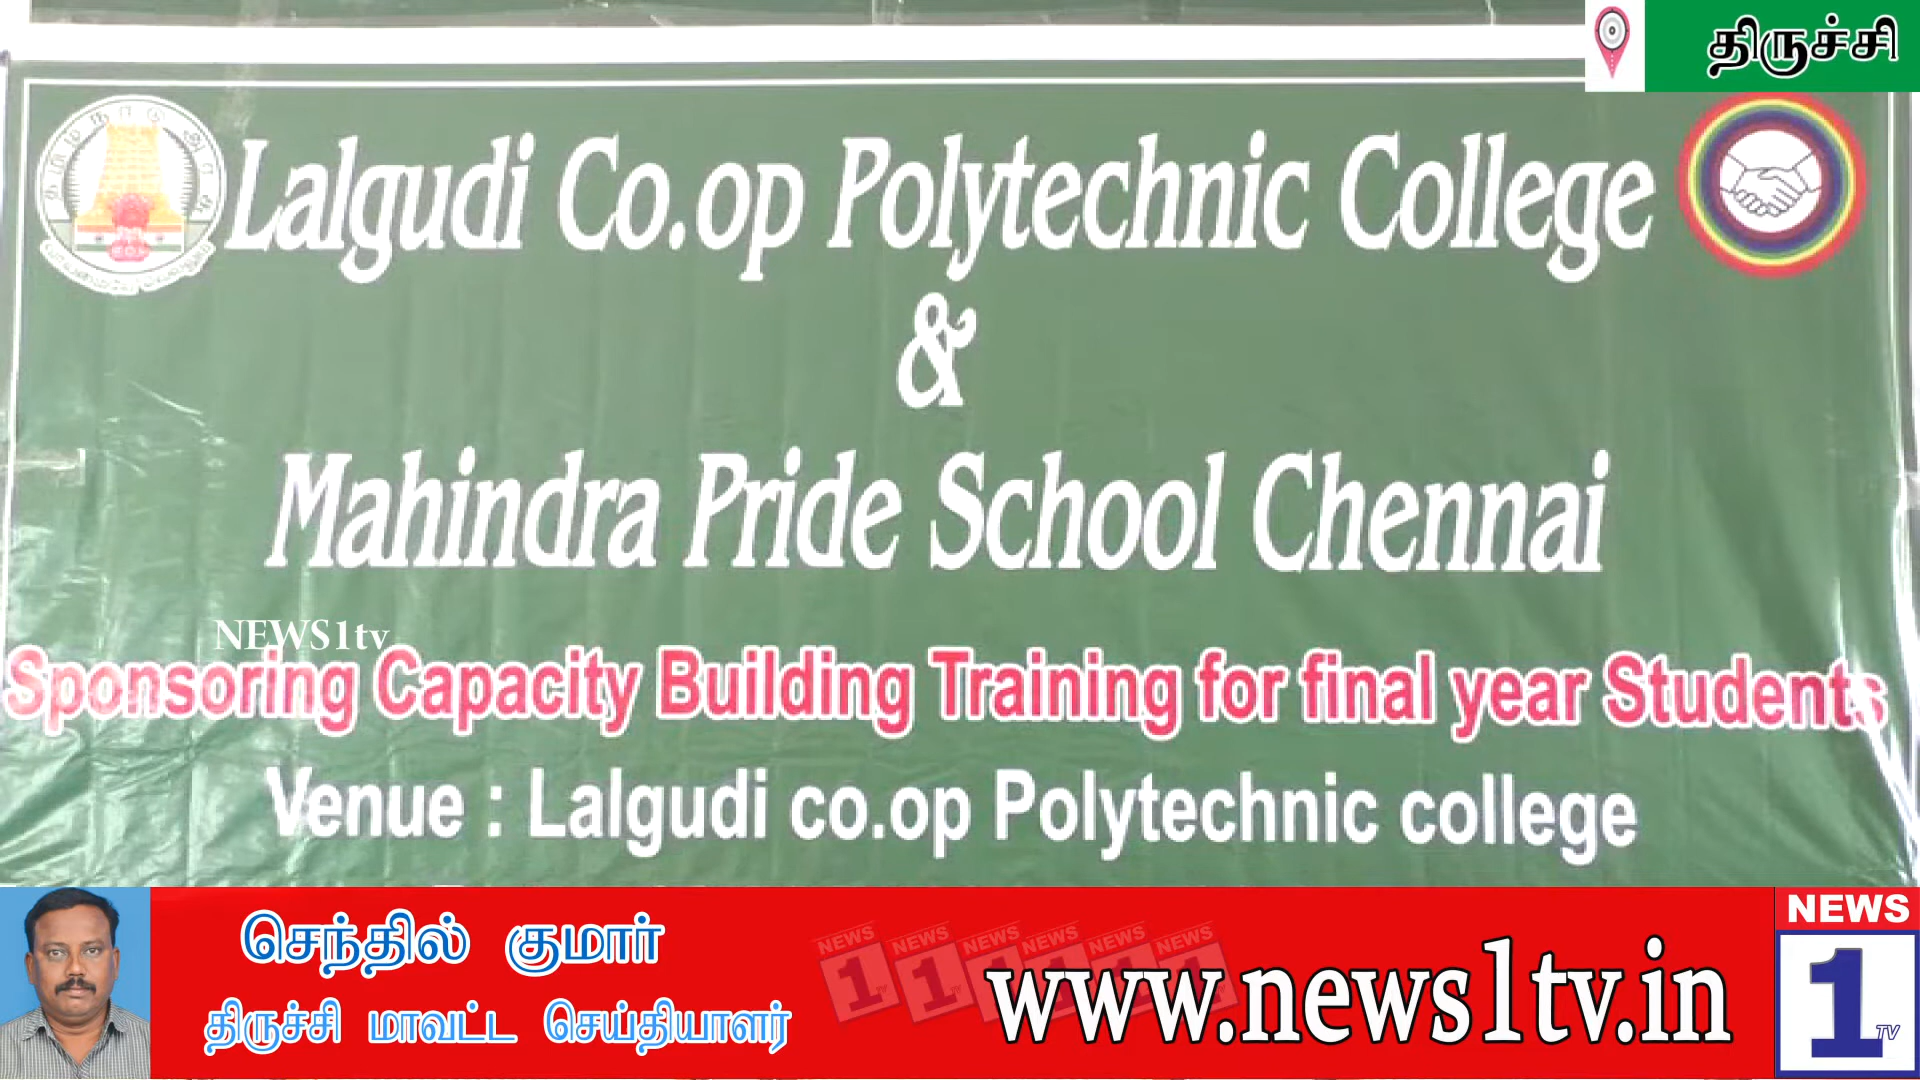 திருச்சி
Lalgudi Co.op Polytechnic College
&
Mahindra Pride School Chennai
NEWS1tv
Sponsoring Capacity Building Training for final year Students
Venue : Lalgudi co.op Polytechnic college
செந்தில் குமார்
திருச்சி மாவட்ட செய்தியாளர்
www.news1tv.in
NEWS
1
TV